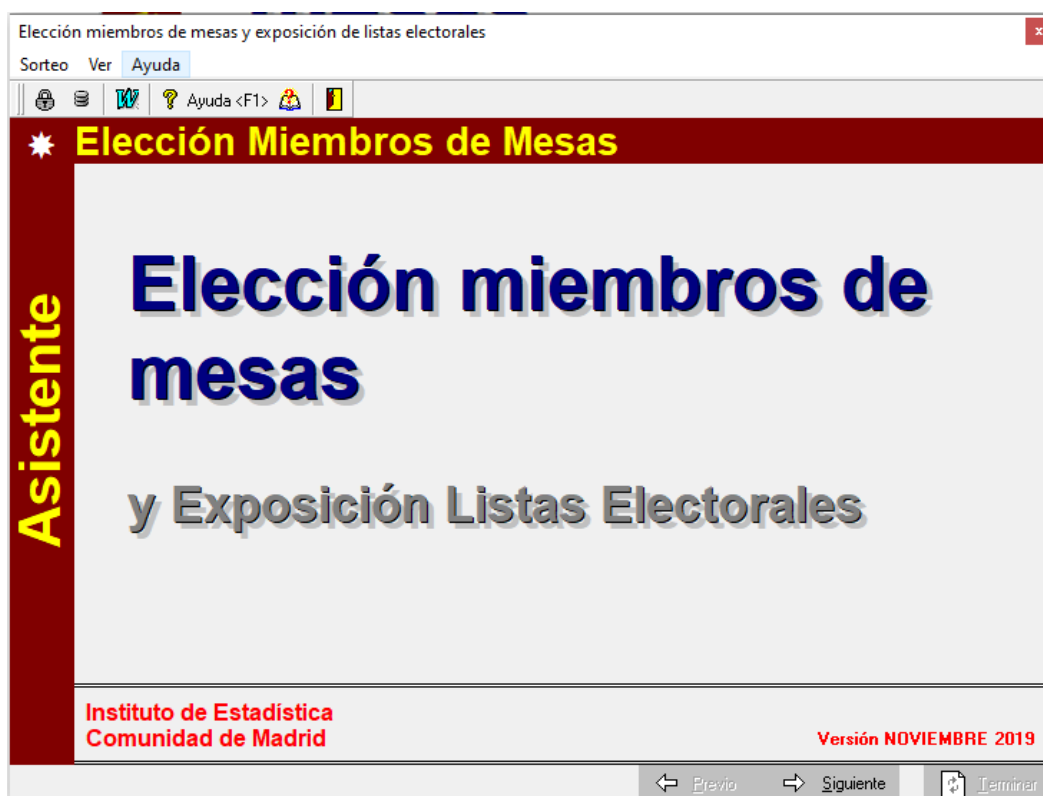 Elección miembros de mesas y exposición de listas electorales
x
Sorteo Ver Ayuda
W ? Ayuda <F1>
Elección Miembros de Mesas
Asistente
Elección miembros de
mesas
y Exposición Listas Electorales
Instituto de Estadística
Comunidad de Madrid
Versión NOVIEMBRE 2019
Previo Siguiente Terminar